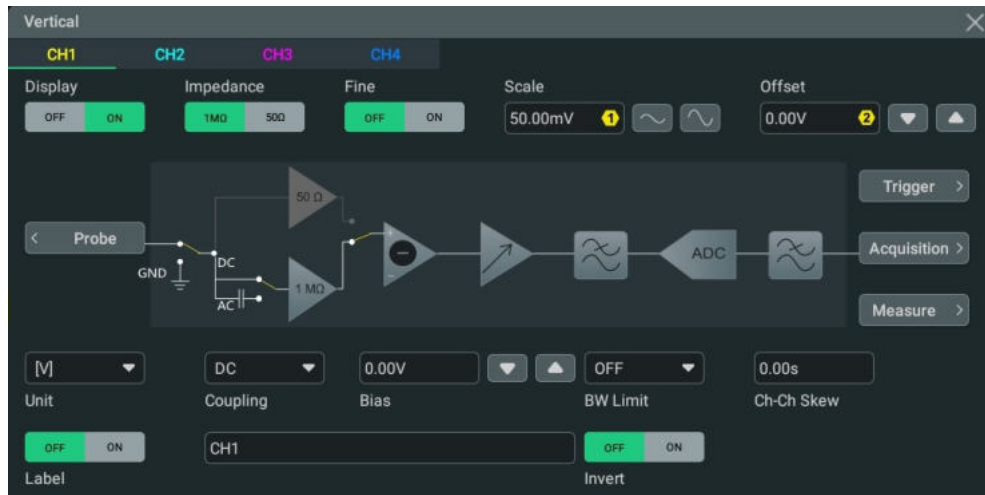 Vertical
CH1 CH2 CH3 CH4
Display Impedance Fine Scale Offset
OFF ON 1MΩ 50Ω OFF ON 50.00mV 1 0.00V 2
50 Ω
Trigger >
< Probe
DC
ADC
Acquisition >
GND
1 MΩ
AC
Measure >
[V] DC 0.00V OFF 0.00s
Unit Coupling Bias BW Limit Ch-Ch Skew
OFF ON CH1 OFF ON
Label Invert